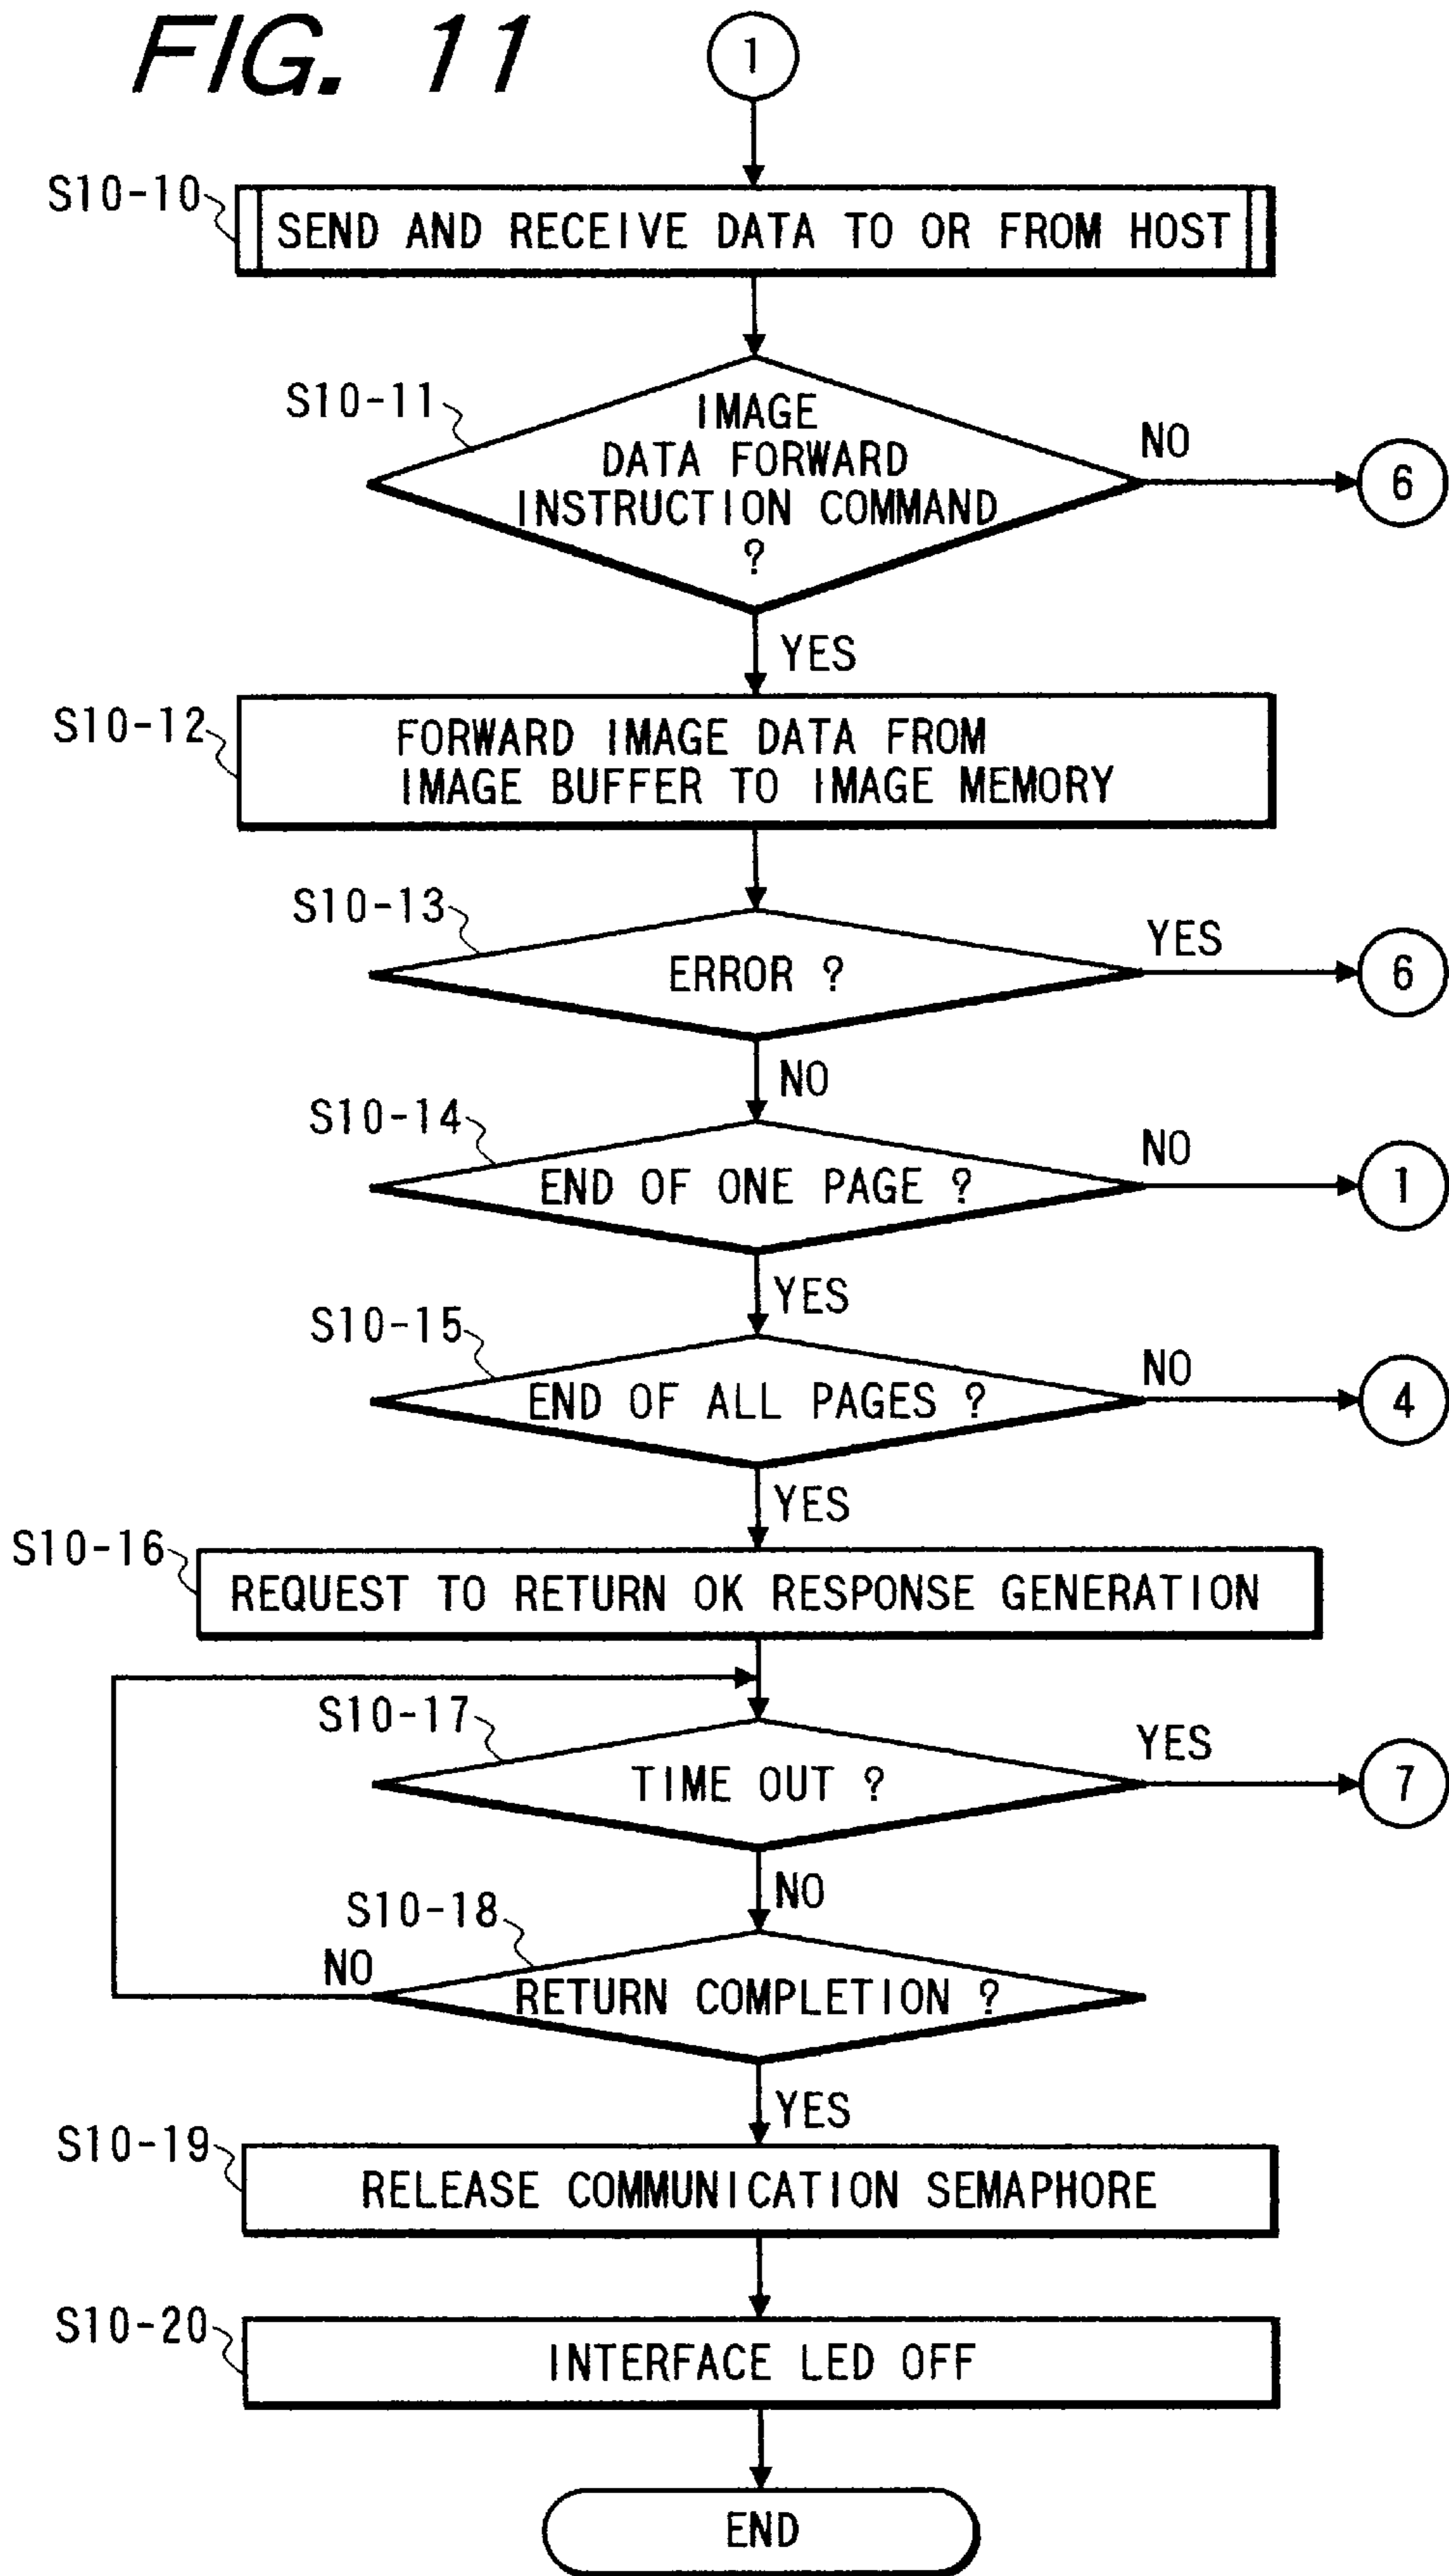 FIG. 11
1
S10-10
SEND AND RECEIVE DATA TO OR FROM HOST
S10-11
IMAGE
DATA FORWARD
INSTRUCTION COMMAND
?
NO
6
YES
S10-12
FORWARD IMAGE DATA FROM
IMAGE BUFFER TO IMAGE MEMORY
S10-13
ERROR ?
YES
6
NO
S10-14
END OF ONE PAGE ?
NO
1
YES
S10-15
END OF ALL PAGES ?
NO
4
YES
S10-16
REQUEST TO RETURN OK RESPONSE GENERATION
S10-17
TIME OUT ?
YES
7
NO
S10-18
NO
RETURN COMPLETION ?
YES
S10-19
RELEASE COMMUNICATION SEMAPHORE
S10-20
INTERFACE LED OFF
END